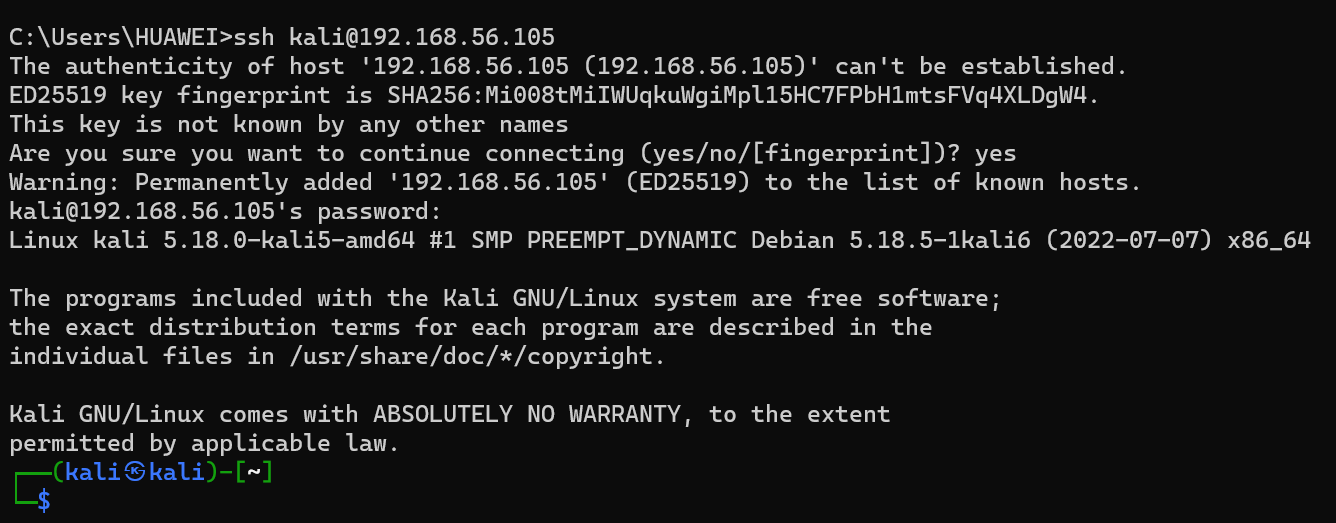 C:\Users\HUAWEI>ssh kali@192.168.56.105
The authenticity of host '192.168.56.105 (192.168.56.105)' can't be established.
ED25519 key fingerprint is SHA256:Mi008tMiIWUqkuWgiMpl15HC7FPbH1mtsFVq4XLDgW4.
This key is not known by any other names
Are you sure you want to continue connecting (yes/no/[fingerprint])? yes
Warning: Permanently added '192.168.56.105' (ED25519) to the list of known hosts.
kali@192.168.56.105's password:
Linux kali 5.18.0-kali5-amd64 #1 SMP PREEMPT_DYNAMIC Debian 5.18.5-1kali6 (2022-07-07) x86_64
The programs included with the Kali GNU/Linux system are free software;
the exact distribution terms for each program are described in the
individual files in /usr/share/doc/*/copyright.
Kali GNU/Linux comes with ABSOLUTELY NO WARRANTY, to the extent
permitted by applicable law.
┌──(kali㉿kali)-[~]
└─$